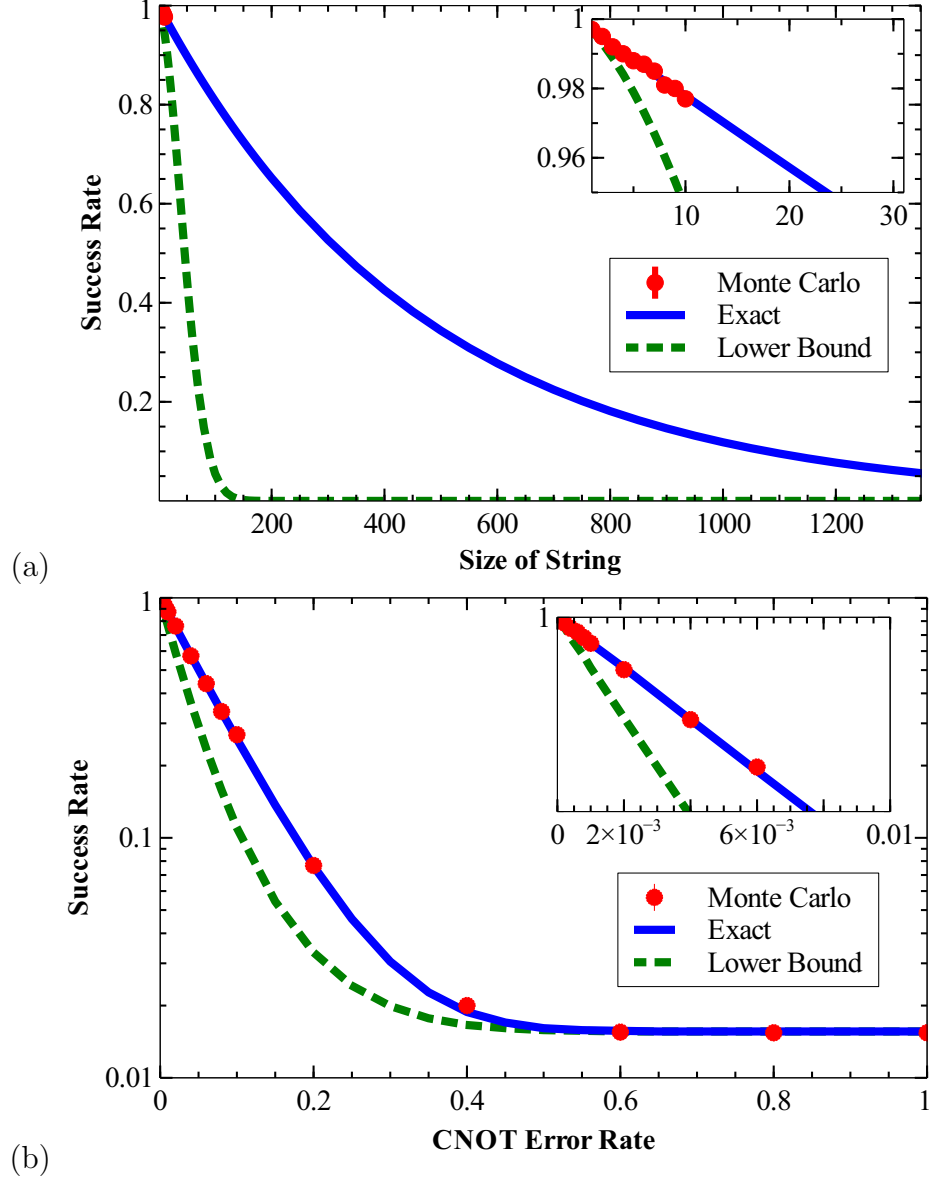 1
0.8
0.6
0.4
0.2
Success Rate
200 400 600 800 1000 1200
Size of String
1
0.98
0.96
10 20 30
Monte Carlo
Exact
Lower Bound
(a)
1
0.1
0.01
Success Rate
0 0.2 0.4 0.6 0.8 1
CNOT Error Rate
1
0 2×10⁻³ 6×10⁻³ 0.01
Monte Carlo
Exact
Lower Bound
(b)